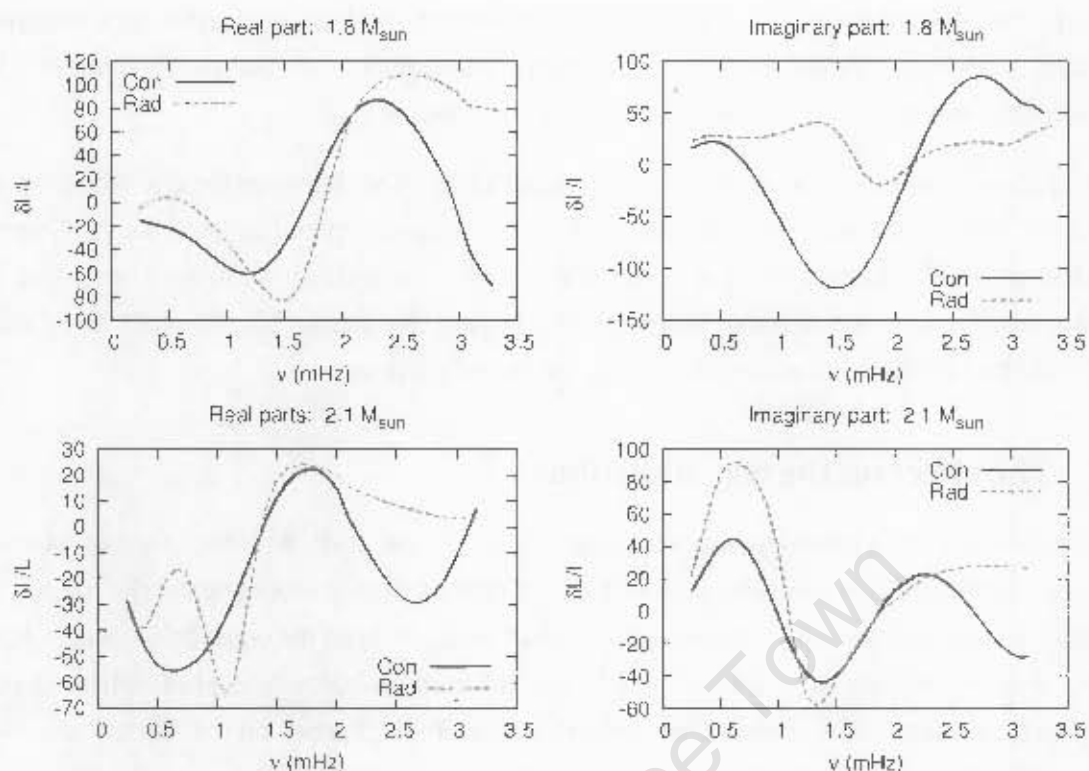 Real part: 1.8 Msun
120
100
80
60
40
20
0
-20
-40
-60
80
-100
δL/L
Con
Rad
0 0.5 1 1.5 2 2.5 3 3.5
ν (mHz)
Imaginary part: 1.8 Msun
100
50
0
-50
-100
-150
δL/L
Con
Rad
0 0.5 1 1.5 2 2.5 3 3.5
ν (mHz)
Real parts: 2.1 Msun
30
20
10
0
-10
-20
-30
-40
-50
-60
-70
δL/L
Con
Rad
0 0.5 1 1.5 2 2.5 3 3.5
ν (mHz)
Imaginary part: 2.1 Msun
100
80
60
40
20
0
-20
-40
-60
δL/L
Con
Rad
0 0.5 1 1.5 2 2.5 3 3.5
ν (mHz)
Town